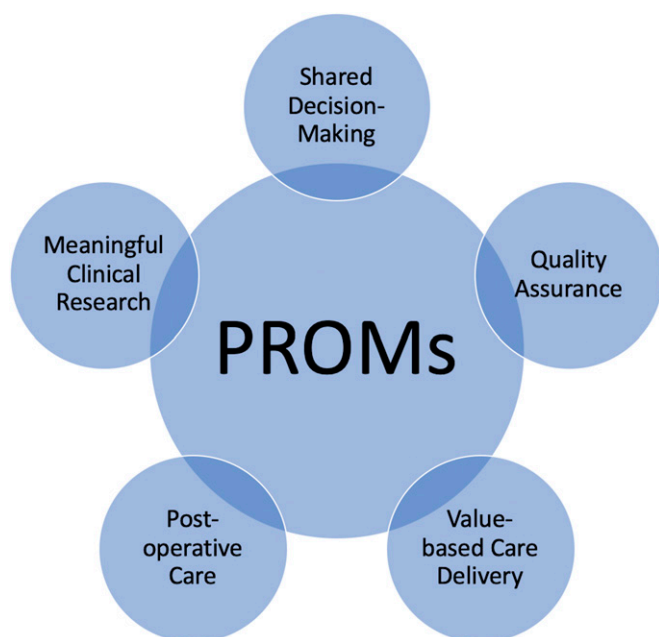 Shared
Decision-
Making
Meaningful
Clinical
Research
Quality
Assurance
PROMs
Post-
operative
Care
Value-
based Care
Delivery